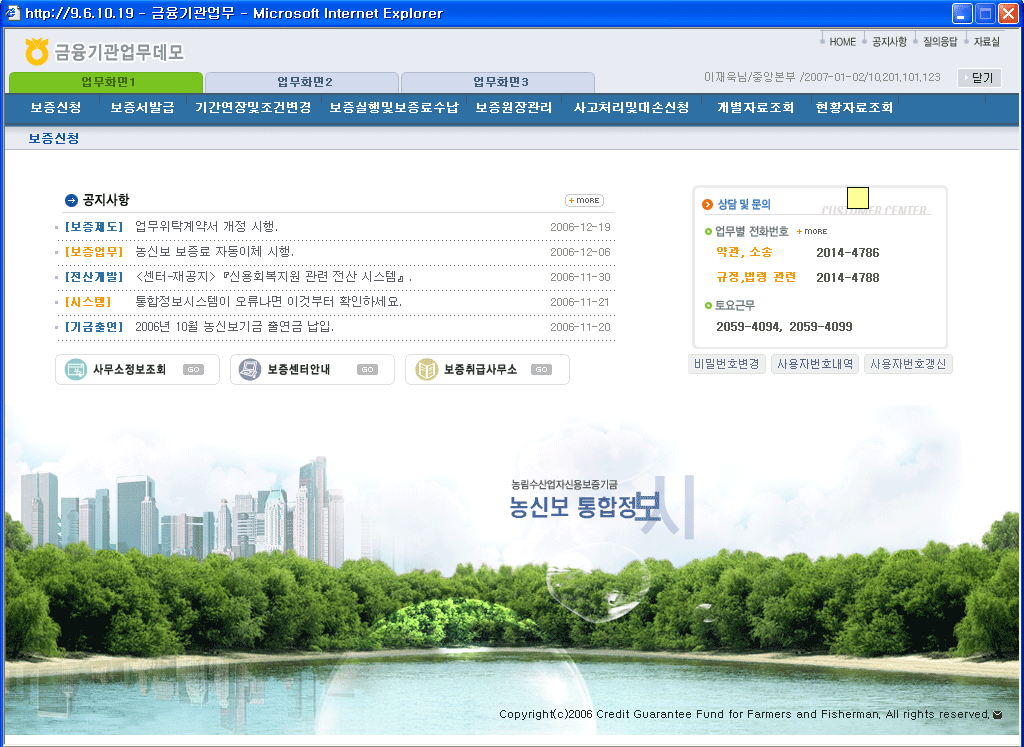 http://9.6.10.19 - 금융기관업무 - Microsoft Internet Explorer
금융기관업무데모
HOME 공지사항 질의응답 자료실
업무화면1 업무화면2 업무화면3
이재욱님/중앙본부 /2007-01-02/10,201,101,123 닫기
보증신청 보증서발급 기간연장및조건변경 보증실행및보증료수납 보증원장관리 사고처리및대손신청 개별자료조회 현황자료조회
보증신청
공지사항 + MORE
[보증제도] 업무위탁계약서 개정 시행. 2006-12-19
[보증업무] 농신보 보증료 자동이체 시행. 2006-12-06
[전산개발] <센터-재공지> 『신용회복지원 관련 전산 시스템』. 2006-11-30
[시스템] 통합정보시스템이 오류나면 이것부터 확인하세요. 2006-11-21
[기금출연] 2006년 10월 농신보기금 출연금 납입. 2006-11-20
사무소정보조회 GO 보증센터안내 GO 보증취급사무소 GO
상담 및 문의
CUSTOMER CENTER
업무별 전화번호 + MORE
약관, 소송 2014-4786
규정,법령 관련 2014-4788
토요근무
2059-4094, 2059-4099
비밀번호변경 사용자번호내역 사용자번호갱신
농림수산업자신용보증기금
농신보 통합정보시
Copyright(c)2006 Credit Guarantee Fund for Farmers and Fisherman, All rights reserved,